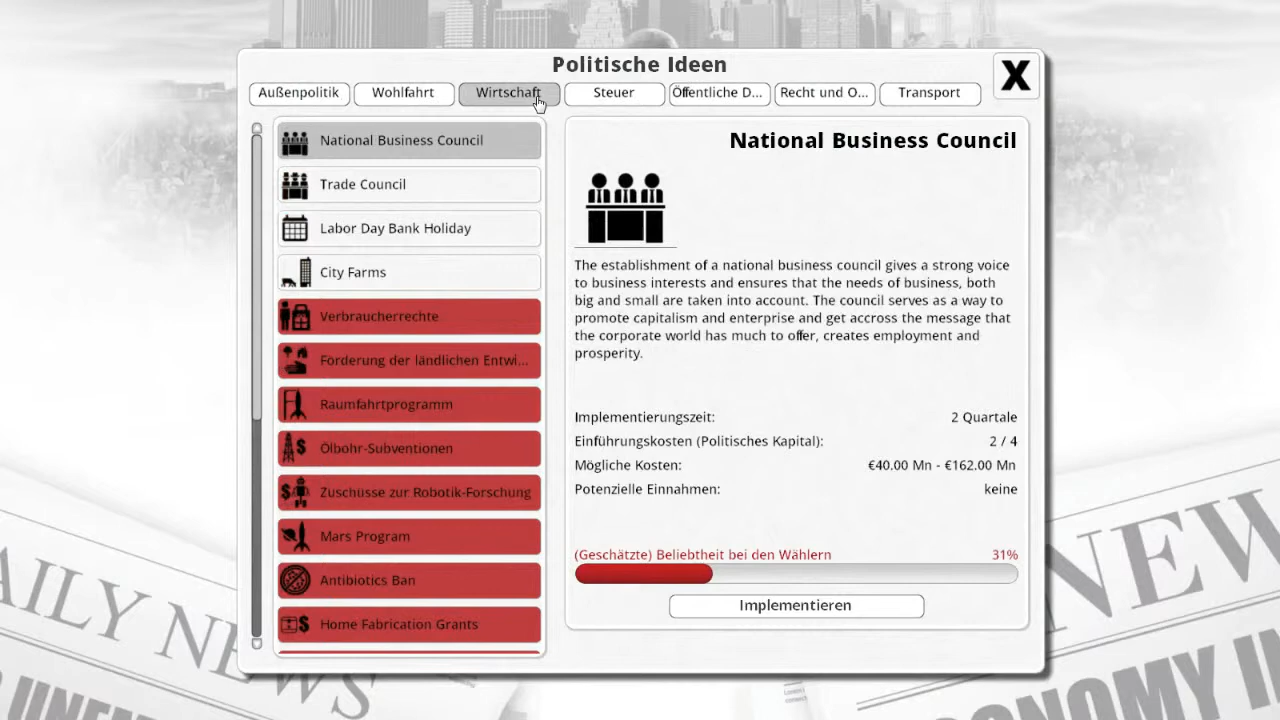 Politische Ideen
X
Außenpolitik
Wohlfahrt
Wirtschaft
Steuer
Öffentliche D...
Recht und O...
Transport
National Business Council
Trade Council
Labor Day Bank Holiday
City Farms
Verbraucherrechte
Förderung der ländlichen Entwi...
Raumfahrtprogramm
Ölbohr-Subventionen
Zuschüsse zur Robotik-Forschung
Mars Program
Antibiotics Ban
Home Fabrication Grants
National Business Council
The establishment of a national business council gives a strong voice
to business interests and ensures that the needs of business, both
big and small are taken into account. The council serves as a way to
promote capitalism and enterprise and get accross the message that
the corporate world has much to offer, creates employment and
prosperity.
Implementierungszeit: 2 Quartale
Einführungskosten (Politisches Kapital): 2 / 4
Mögliche Kosten: €40.00 Mn - €162.00 Mn
Potenzielle Einnahmen: keine
(Geschätzte) Beliebtheit bei den Wählern 31%
Implementieren
AILY NEWS
NEW
ONOMY IN